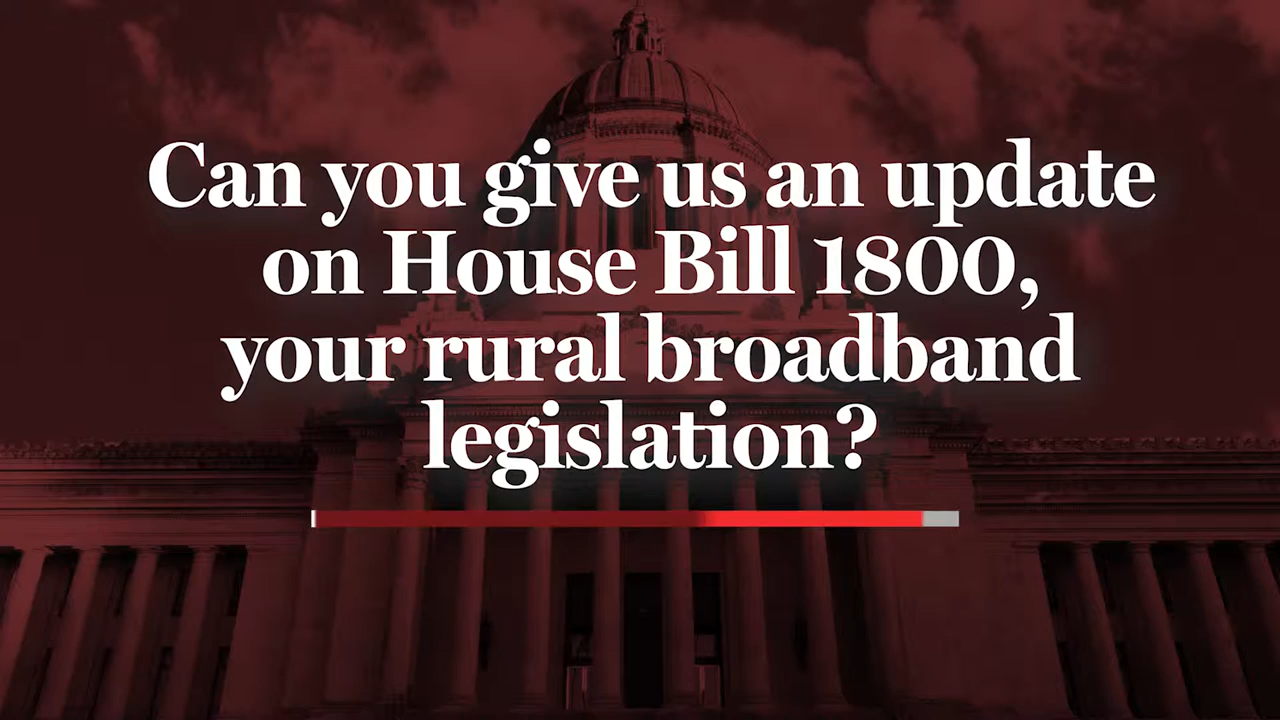 Can you give us an update
on House Bill 1800,
your rural broadband
legislation?